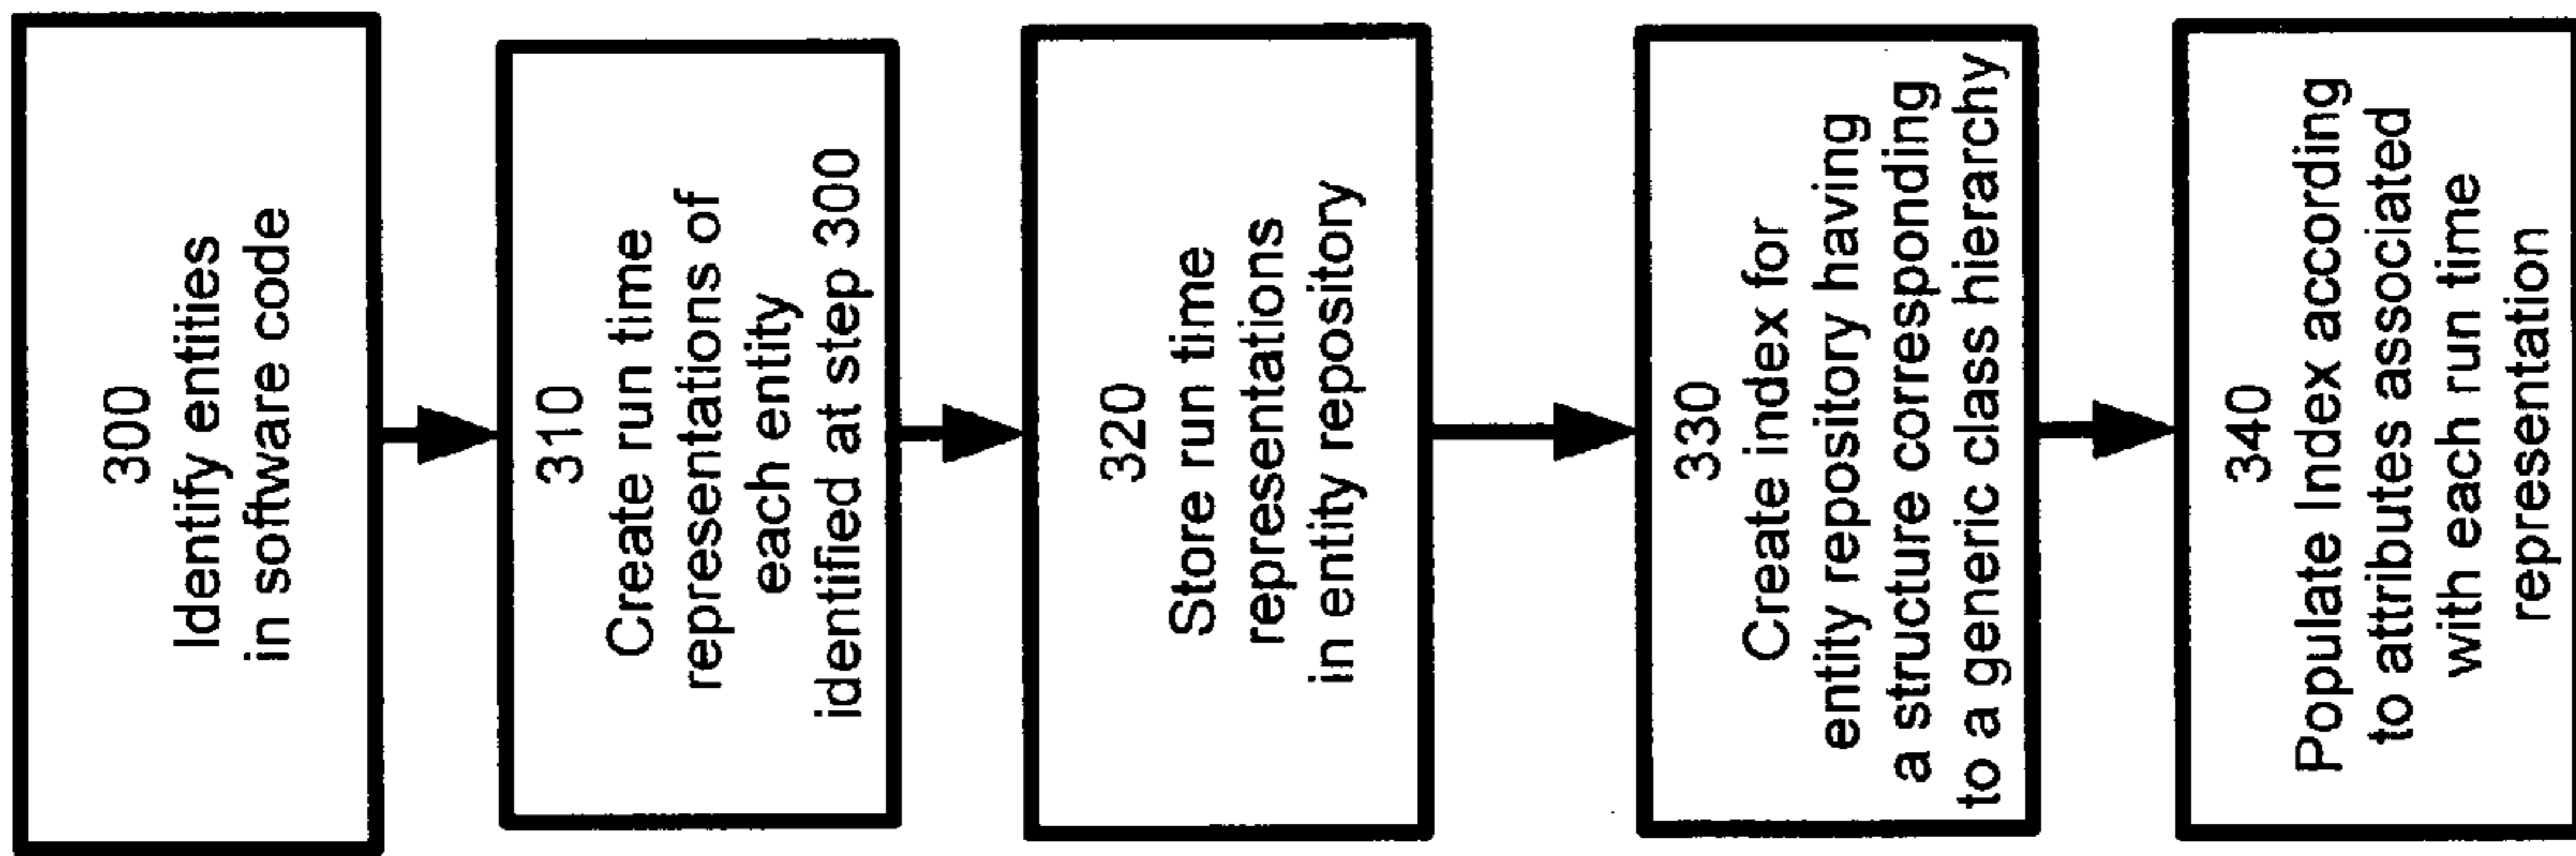 300
Identify entities
in software code
310
Create run time
representations of
each entity
identified at step 300
320
Store run time
representations
in entity repository
330
Create index for
entity repository having
a structure corresponding
to a generic class hierarchy
340
Populate Index according
to attributes associated
with each run time
representation